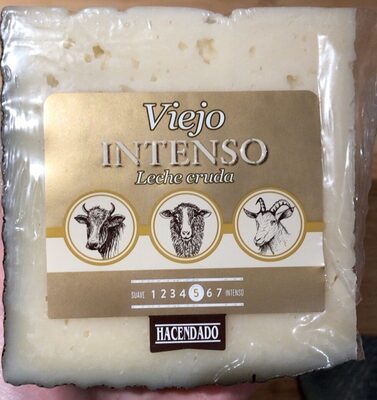 Viejo
INTENSO
Leche cruda
SUAVE 1 2 3 4 5 6 7 INTENSO
HACENDADO